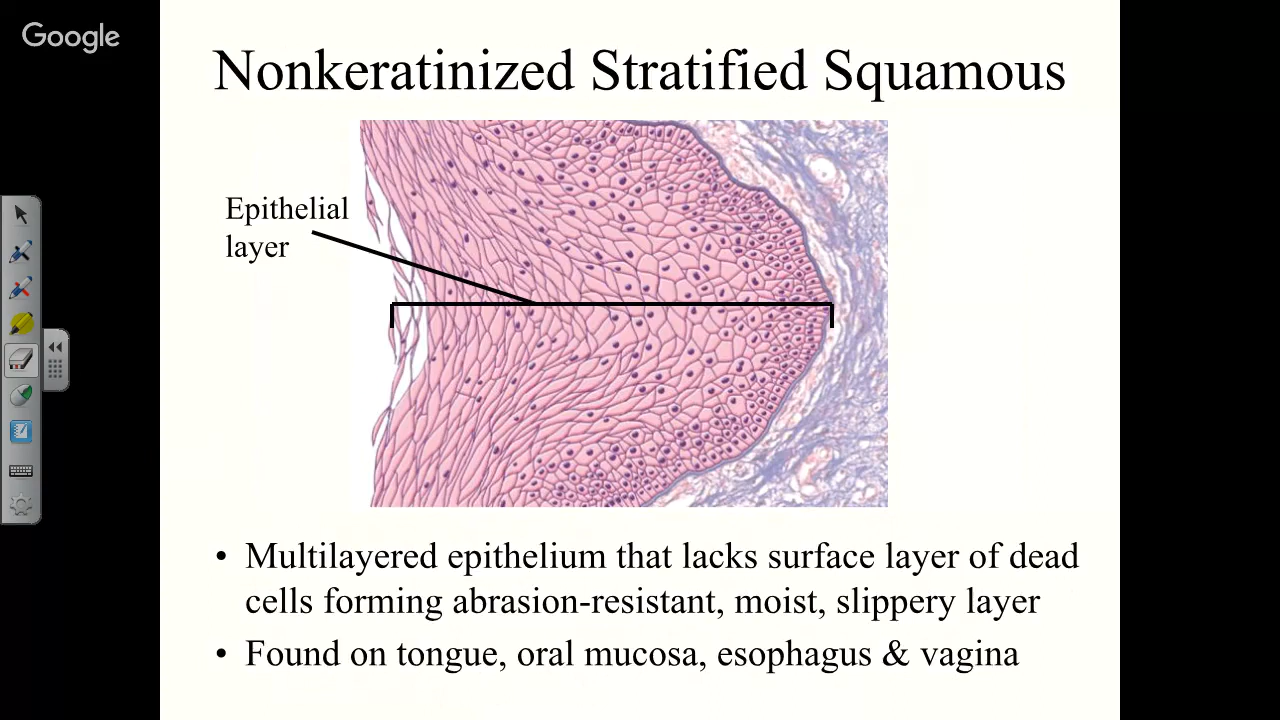 Google
Nonkeratinized Stratified Squamous
Epithelial
layer
• Multilayered epithelium that lacks surface layer of dead
cells forming abrasion-resistant, moist, slippery layer
• Found on tongue, oral mucosa, esophagus & vagina